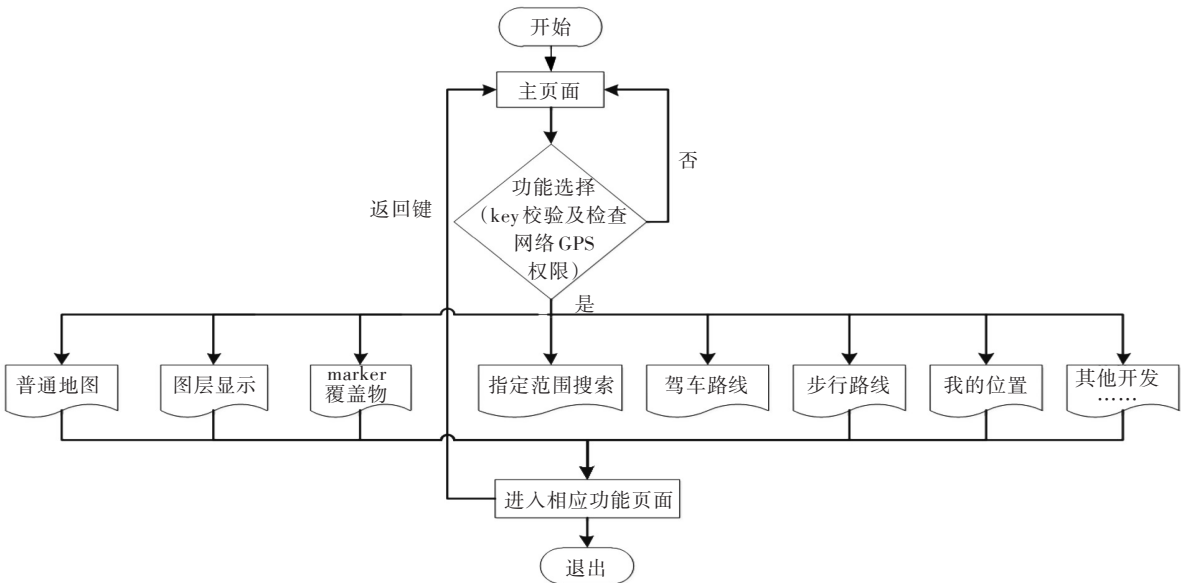 开始
主页面
否
功能选择
（key校验及检查
网络GPS
权限）
返回键
是
普通地图
图层显示
marker
覆盖物
指定范围搜索
驾车路线
步行路线
我的位置
其他开发
……
进入相应功能页面
退出